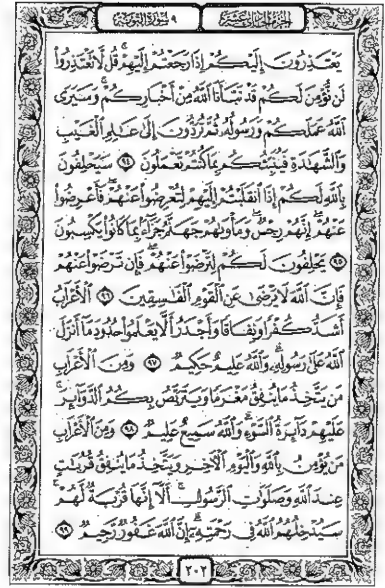 الجزء الحادي عشر ٩ سورة التوبة
يَعْتَذِرُونَ إِلَيْكُمْ إِذَا رَجَعْتُمْ إِلَيْهِمْ قُل لَّا تَعْتَذِرُوا۟
لَن نُّؤْمِنَ لَكُمْ قَدْ نَبَّأَنَا ٱللَّهُ مِنْ أَخْبَارِكُمْ وَسَيَرَى
ٱللَّهُ عَمَلَكُمْ وَرَسُولُهُۥ ثُمَّ تُرَدُّونَ إِلَىٰ عَٰلِمِ ٱلْغَيْبِ
وَٱلشَّهَٰدَةِ فَيُنَبِّئُكُم بِمَا كُنتُمْ تَعْمَلُونَ ٩٤ سَيَحْلِفُونَ
بِٱللَّهِ لَكُمْ إِذَا ٱنقَلَبْتُمْ إِلَيْهِمْ لِتُعْرِضُوا۟ عَنْهُمْ فَأَعْرِضُوا۟
عَنْهُمْ إِنَّهُمْ رِجْسٌ وَمَأْوَىٰهُمْ جَهَنَّمُ جَزَآءًۢ بِمَا كَانُوا۟ يَكْسِبُونَ
٩٥ يَحْلِفُونَ لَكُمْ لِتَرْضَوْا۟ عَنْهُمْ فَإِن تَرْضَوْا۟ عَنْهُمْ
فَإِنَّ ٱللَّهَ لَا يَرْضَىٰ عَنِ ٱلْقَوْمِ ٱلْفَٰسِقِينَ ٩٦ ٱلْأَعْرَابُ
أَشَدُّ كُفْرًا وَنِفَاقًا وَأَجْدَرُ أَلَّا يَعْلَمُوا۟ حُدُودَ مَآ أَنزَلَ
ٱللَّهُ عَلَىٰ رَسُولِهِۦ وَٱللَّهُ عَلِيمٌ حَكِيمٌ ٩٧ وَمِنَ ٱلْأَعْرَابِ
مَن يَتَّخِذُ مَا يُنفِقُ مَغْرَمًا وَيَتَرَبَّصُ بِكُمُ ٱلدَّوَآئِرَ
عَلَيْهِمْ دَآئِرَةُ ٱلسَّوْءِ وَٱللَّهُ سَمِيعٌ عَلِيمٌ ٩٨ وَمِنَ ٱلْأَعْرَابِ
مَن يُؤْمِنُ بِٱللَّهِ وَٱلْيَوْمِ ٱلْآخِرِ وَيَتَّخِذُ مَا يُنفِقُ قُرُبَٰتٍ
عِندَ ٱللَّهِ وَصَلَوَٰتِ ٱلرَّسُولِ أَلَآ إِنَّهَا قُرْبَةٌ لَّهُمْ
سَيُدْخِلُهُمُ ٱللَّهُ فِى رَحْمَتِهِۦٓ إِنَّ ٱللَّهَ غَفُورٌ رَّحِيمٌ ٩٩
٢٠٢